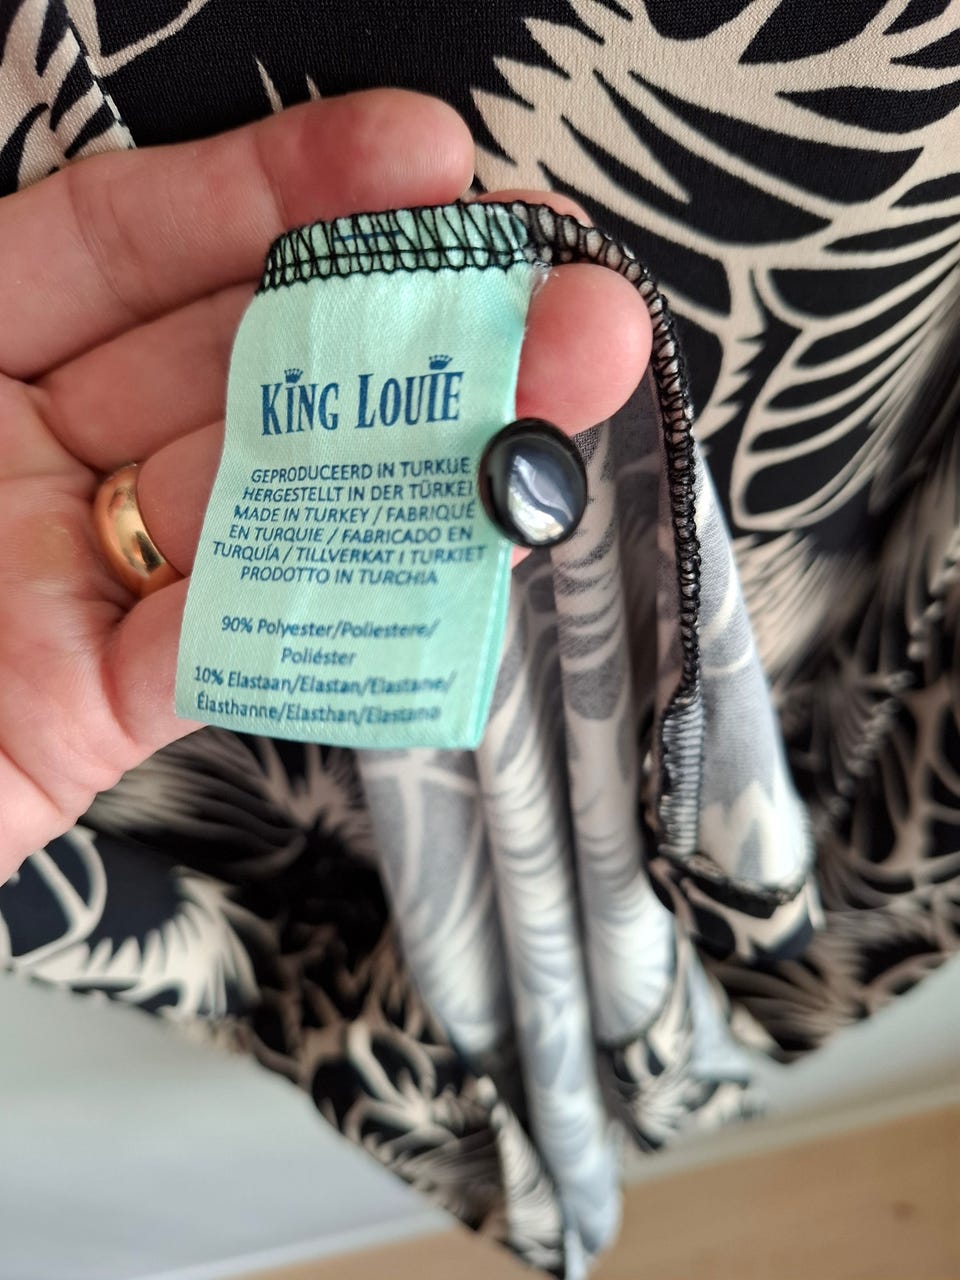 KING LOUIE
GEPRODUCEERD IN TURKIJE
HERGESTELLT IN DER TÜRKEI
MADE IN TURKEY / FABRIQUÉ
EN TURQUIE / FABRICADO EN
TURQUÍA / TILLVERKAT I TURKIET
PRODOTTO IN TURCHIA
90% Polyester/Poliestere/
Poliéster
10% Elastaan/Elastan/Elastane/
Élasthanne/Elasthan/Elastano